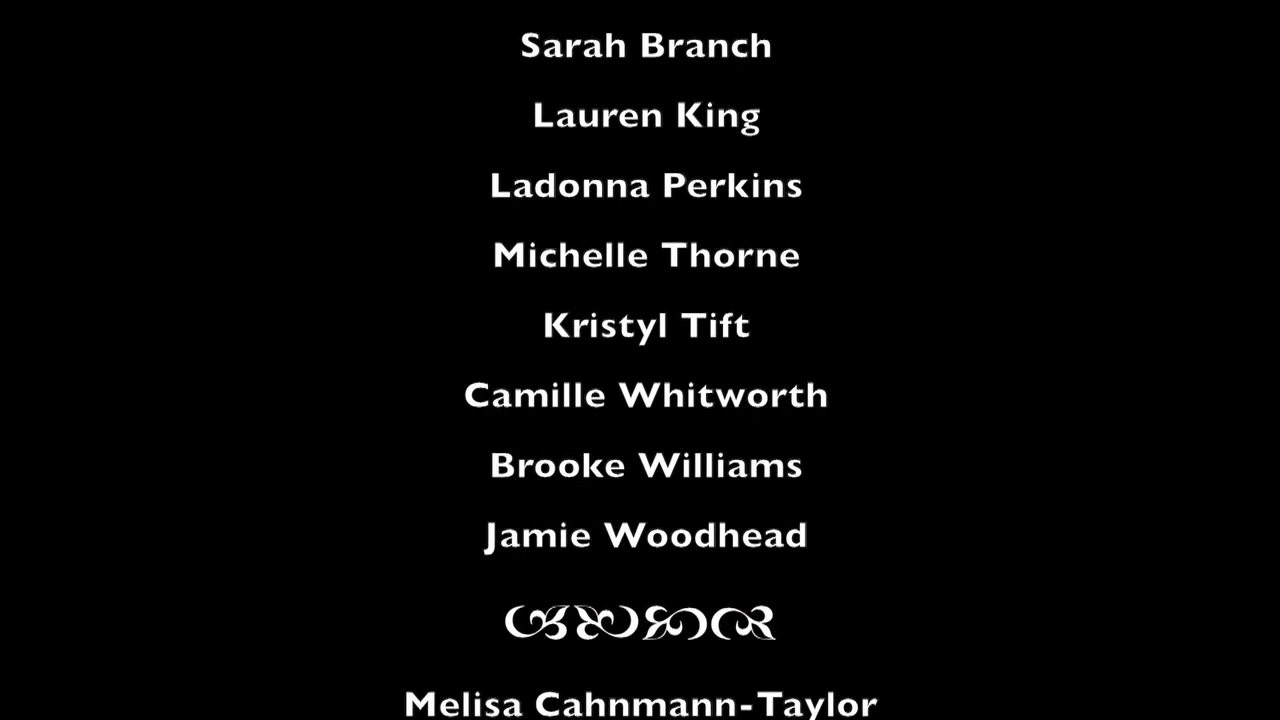 Sarah Branch
Lauren King
Ladonna Perkins
Michelle Thorne
Kristyl Tift
Camille Whitworth
Brooke Williams
Jamie Woodhead
Melisa Cahnmann-Taylor